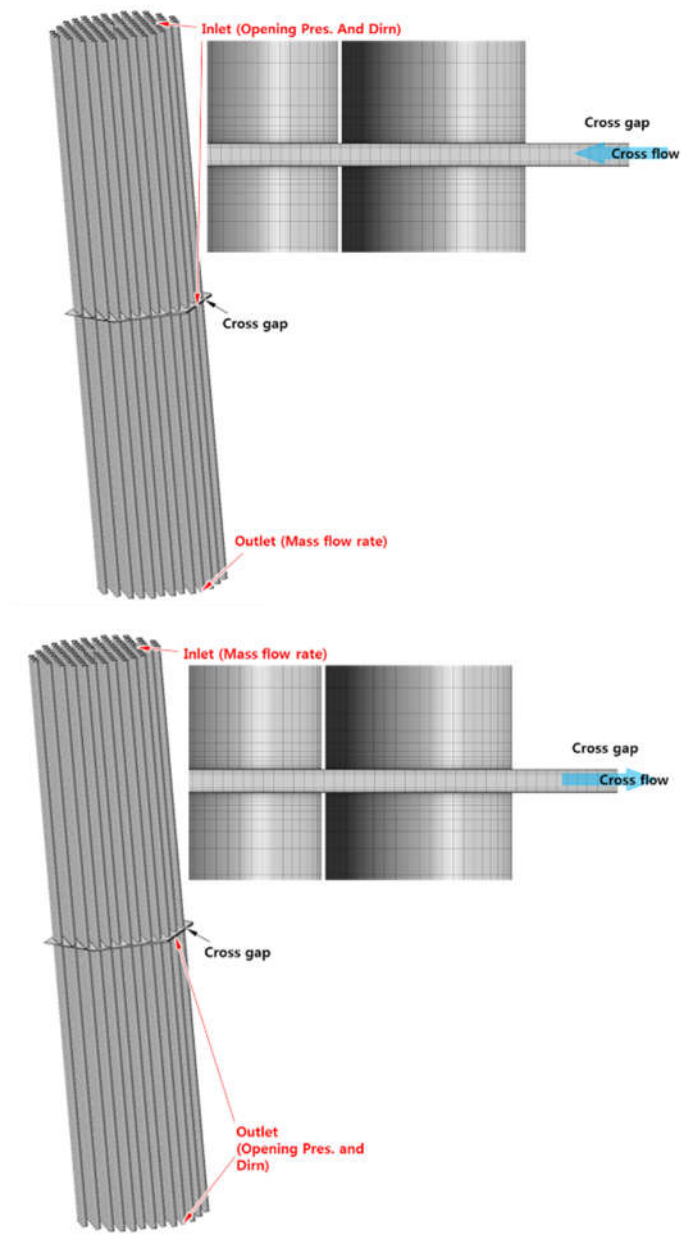 Inlet (Opening Pres. And Dirn)
Cross gap
Cross flow
Cross gap
Outlet (Mass flow rate)
Inlet (Mass flow rate)
Cross gap
Cross flow
Cross gap
Outlet
(Opening Pres. and
Dirn)